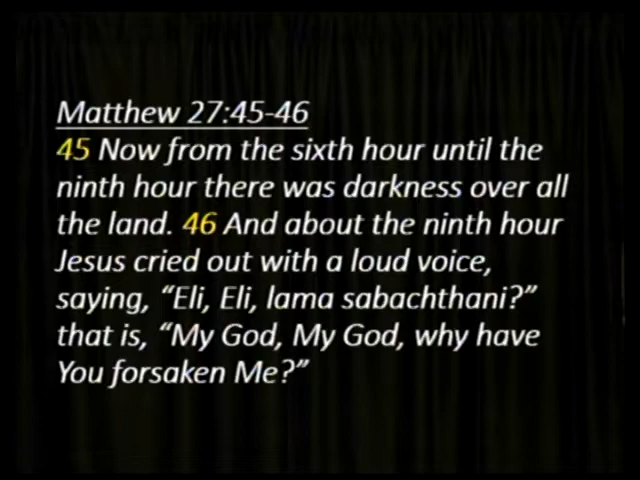 Matthew 27:45-46
45 Now from the sixth hour until the
ninth hour there was darkness over all
the land. 46 And about the ninth hour
Jesus cried out with a loud voice,
saying, “Eli, Eli, lama sabachthani?”
that is, “My God, My God, why have
You forsaken Me?”